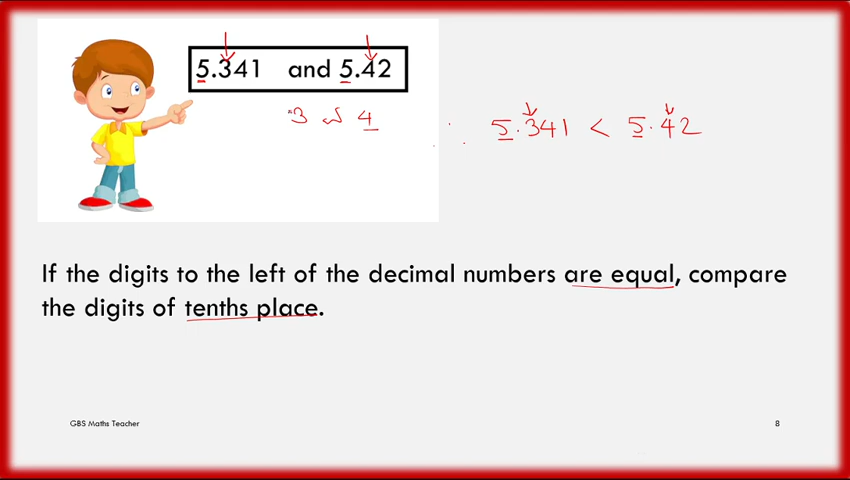 5.341 and 5.42
3 4
∴ 5.341 < 5.42
If the digits to the left of the decimal numbers are equal, compare
the digits of tenths place.
GBS Maths Teacher
8